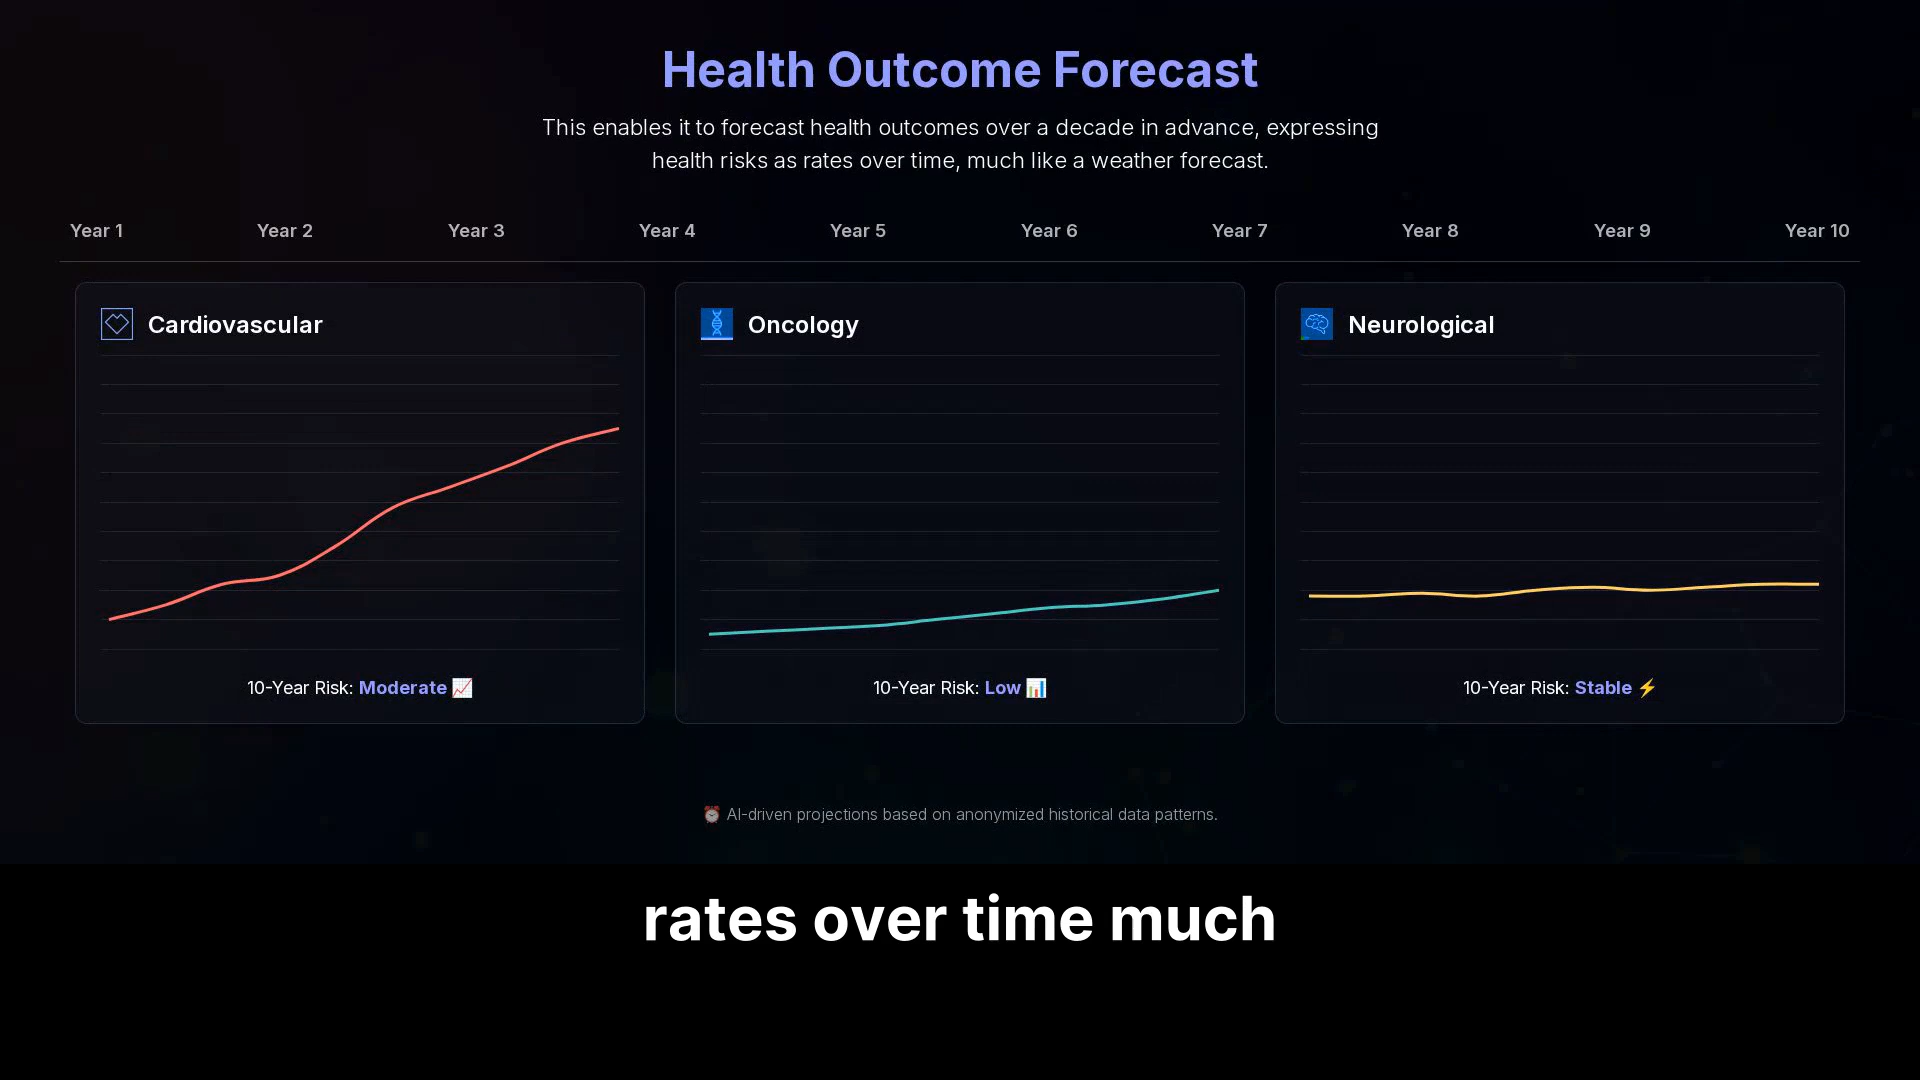 Health Outcome Forecast
This enables it to forecast health outcomes over a decade in advance, expressing
health risks as rates over time, much like a weather forecast.
Year 1 Year 2 Year 3 Year 4 Year 5 Year 6 Year 7 Year 8 Year 9 Year 10
Cardiovascular
10-Year Risk: Moderate 📈
Oncology
10-Year Risk: Low 📊
Neurological
10-Year Risk: Stable ⚡
⏰ AI-driven projections based on anonymized historical data patterns.
rates over time much